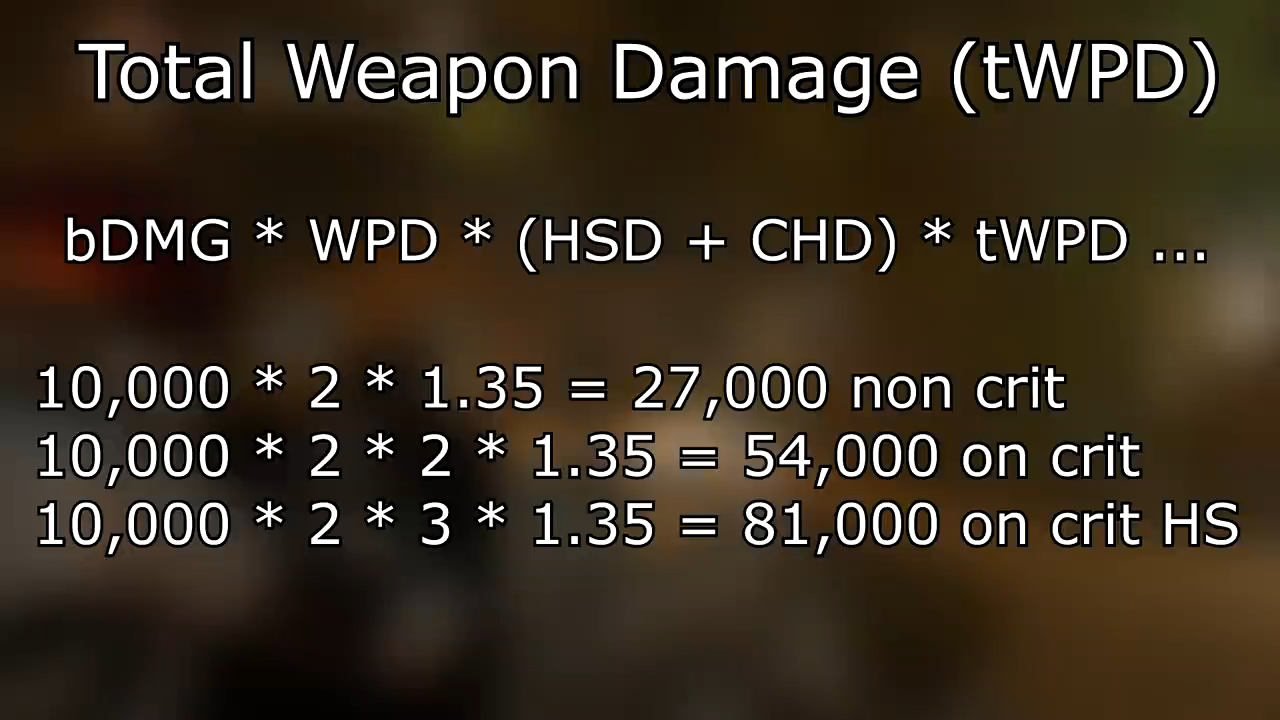 Total Weapon Damage (tWPD)
bDMG * WPD * (HSD + CHD) * tWPD ...
10,000 * 2 * 1.35 = 27,000 non crit
10,000 * 2 * 2 * 1.35 = 54,000 on crit
10,000 * 2 * 3 * 1.35 = 81,000 on crit HS